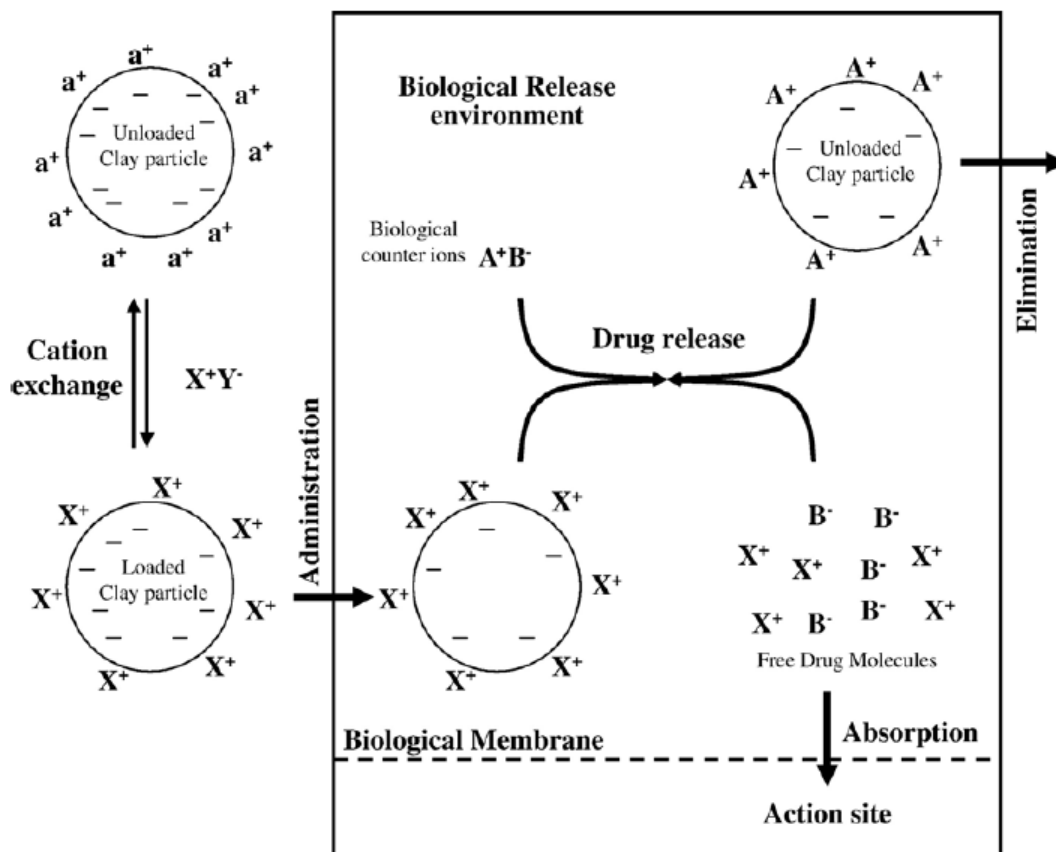 a⁺
a⁺
a⁺
a⁺
a⁺
a⁺
a⁺
a⁺
a⁺
a⁺
a⁺
Unloaded
Clay particle
Cation
exchange
X⁺Y⁻
X⁺
X⁺
X⁺
X⁺
X⁺
X⁺
X⁺
Loaded
Clay particle
Administration
Biological Release
environment
Biological
counter ions
A⁺B⁻
A⁺
A⁺
A⁺
A⁺
A⁺
A⁺
Unloaded
Clay particle
Elimination
Drug release
X⁺
X⁺
X⁺
X⁺
X⁺
X⁺
X⁺
B⁻ B⁻
X⁺ X⁺ B⁻ X⁺
X⁺ B⁻ B⁻ X⁺
Free Drug Molecules
Biological Membrane
Absorption
Action site